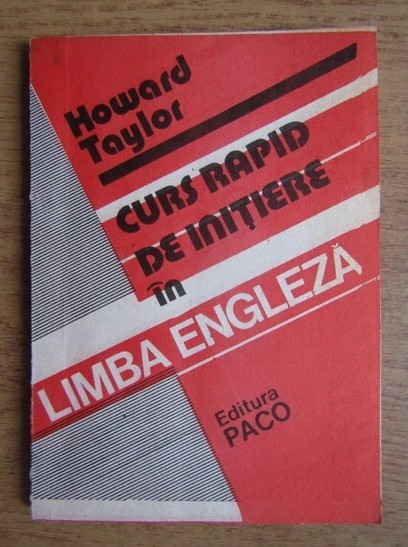 Howard
Taylor
CURS RAPID
DE INIȚIERE
în
LIMBA ENGLEZĂ
Editura
PACO